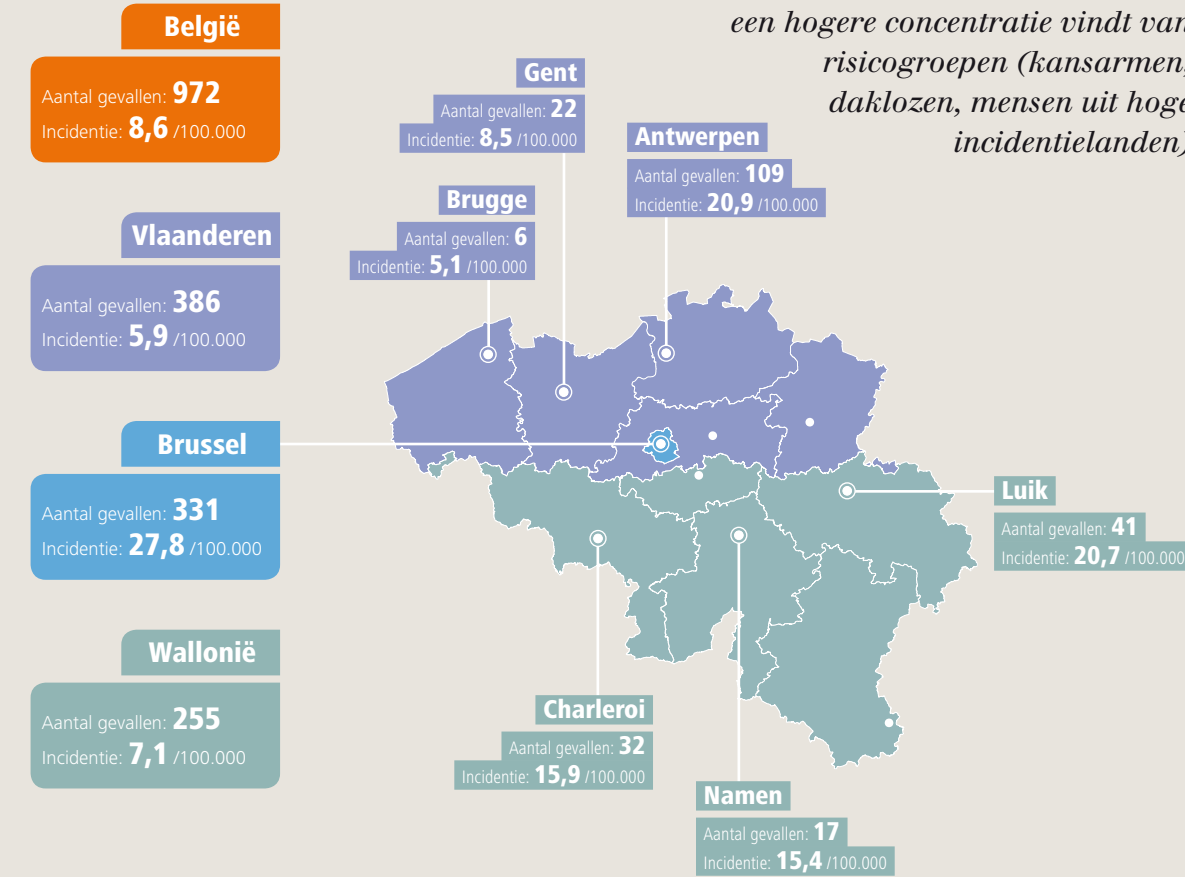 een hogere concentratie vindt van
risicogroepen (kansarmen,
daklozen, mensen uit hoge
incidentielanden)
België
Aantal gevallen: 972
Incidentie: 8,6 /100.000
Vlaanderen
Aantal gevallen: 386
Incidentie: 5,9 /100.000
Brussel
Aantal gevallen: 331
Incidentie: 27,8 /100.000
Wallonië
Aantal gevallen: 255
Incidentie: 7,1 /100.000
Gent
Aantal gevallen: 22
Incidentie: 8,5 /100.000
Antwerpen
Aantal gevallen: 109
Incidentie: 20,9 /100.000
Brugge
Aantal gevallen: 6
Incidentie: 5,1 /100.000
Luik
Aantal gevallen: 41
Incidentie: 20,7 /100.000
Charleroi
Aantal gevallen: 32
Incidentie: 15,9 /100.000
Namen
Aantal gevallen: 17
Incidentie: 15,4 /100.000